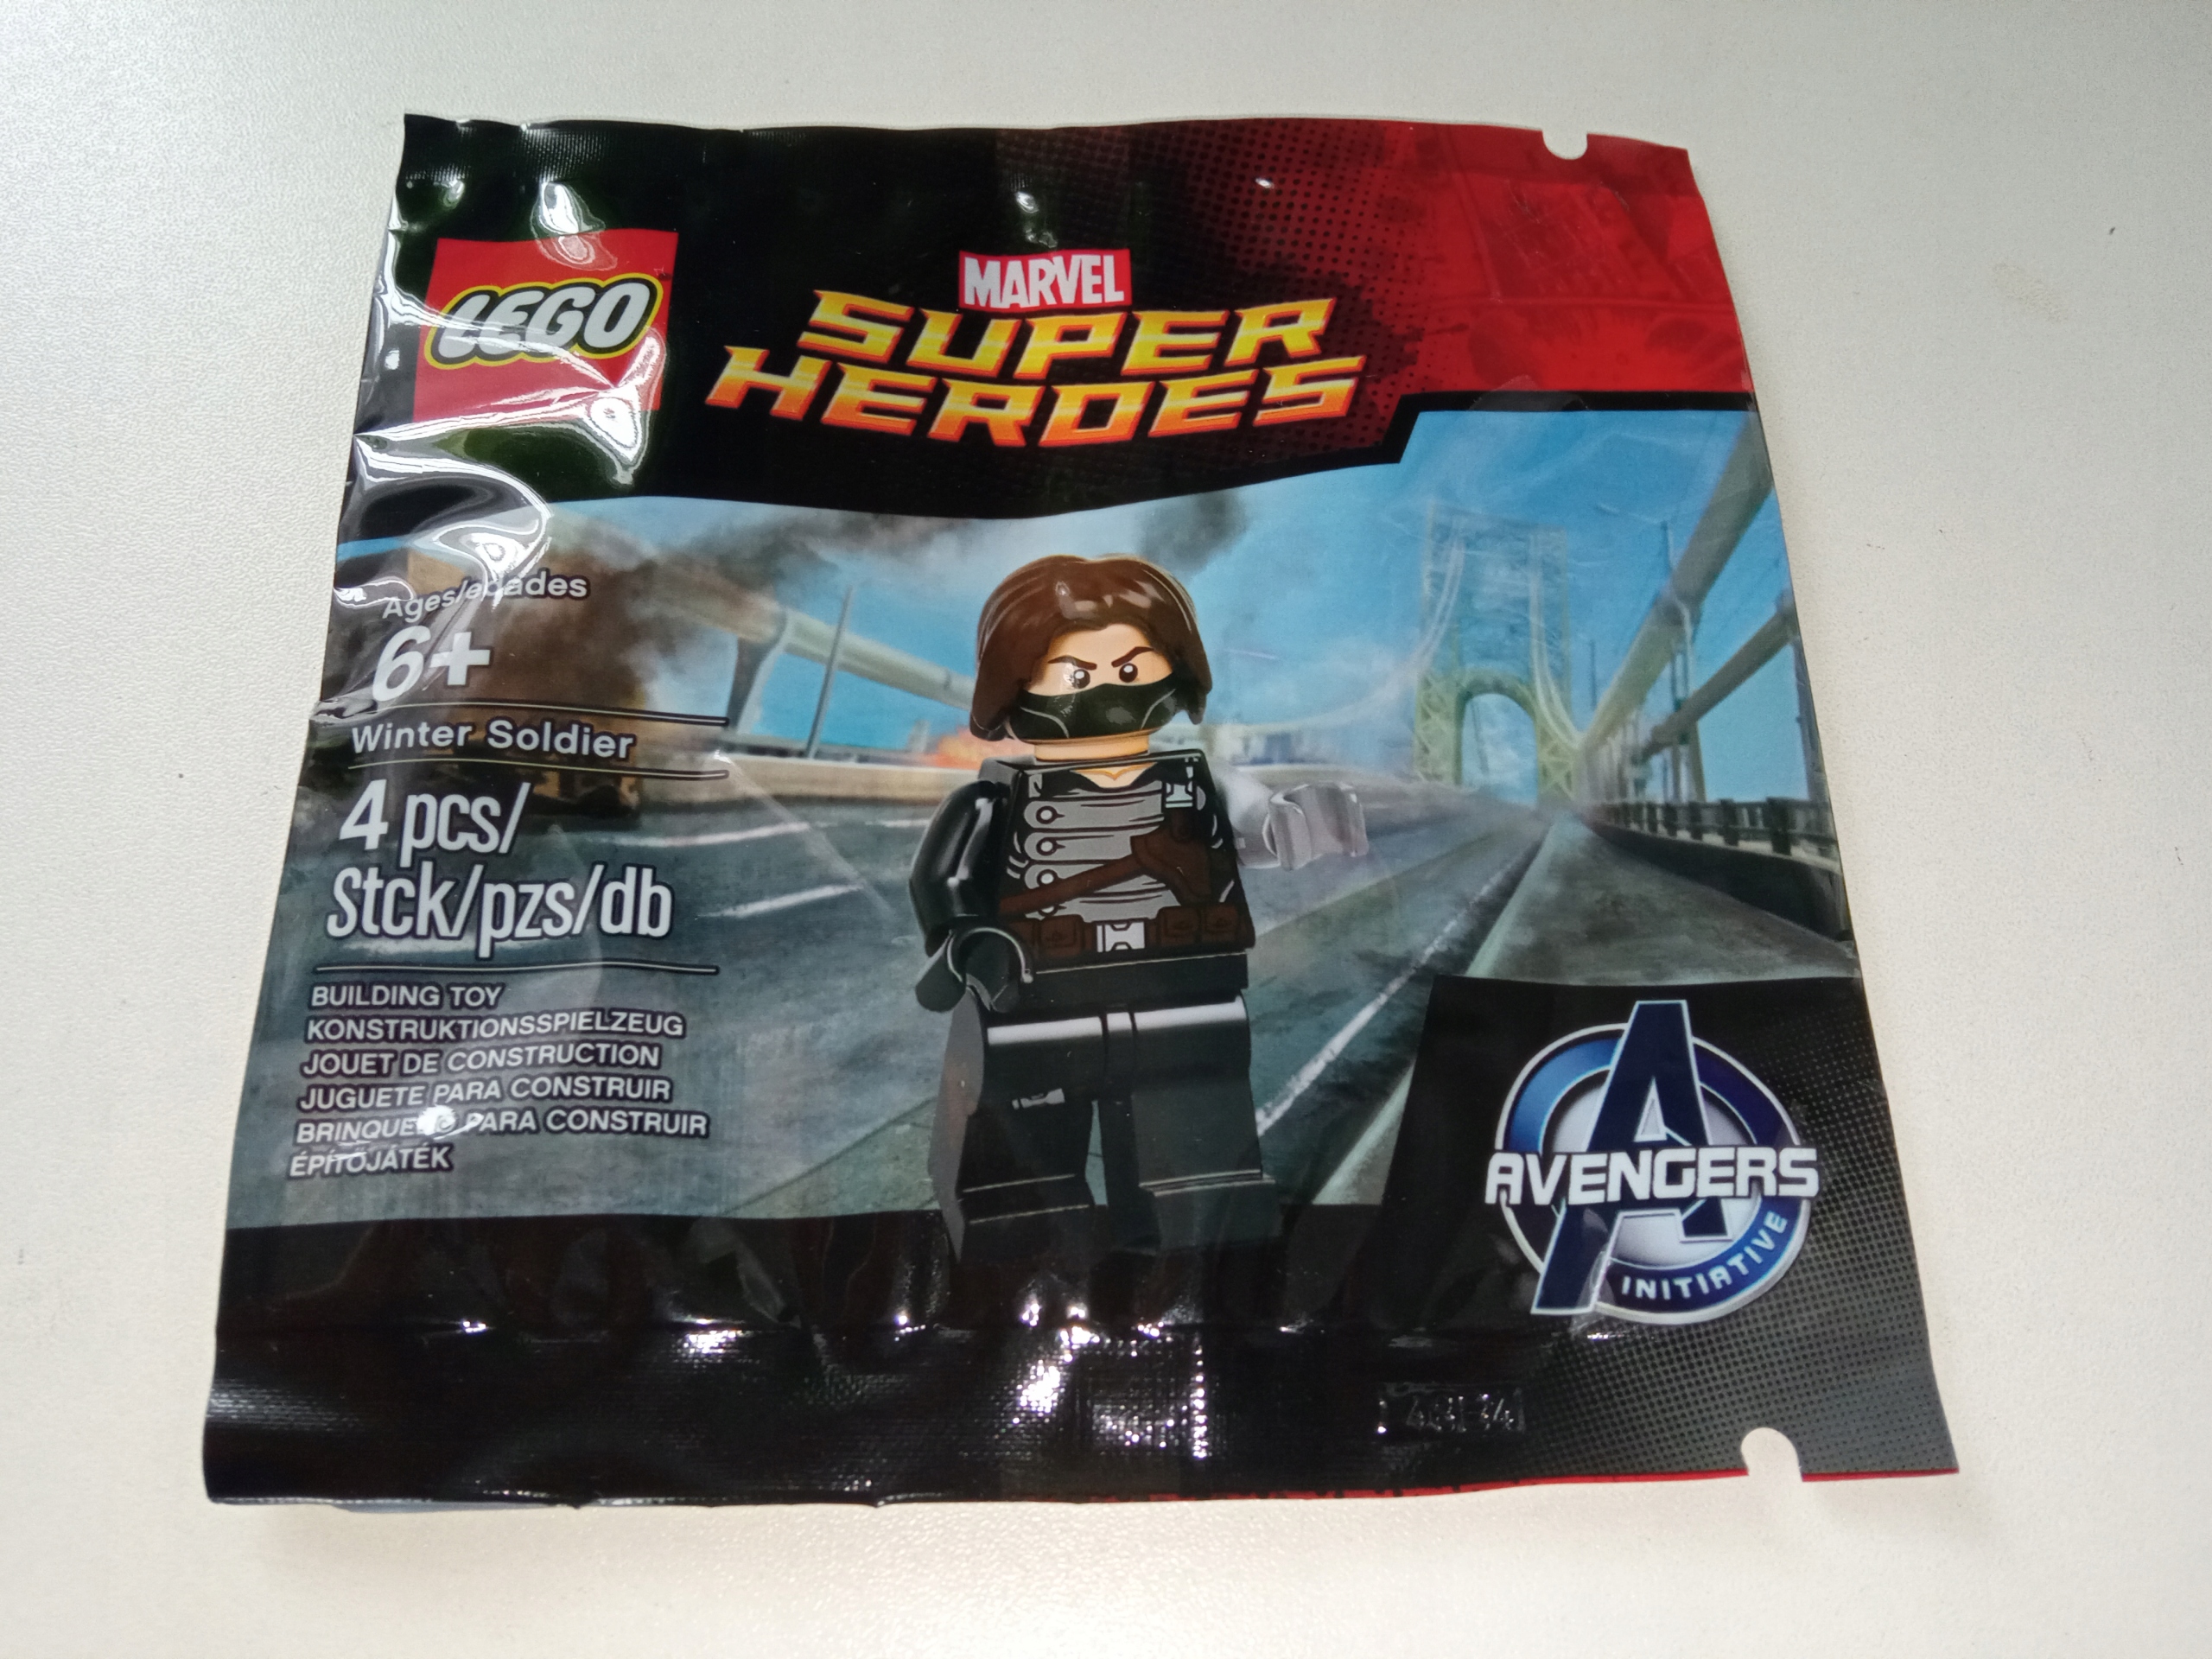 LEGO
MARVEL
SUPER
HEROES
Ages/edades
6+
Winter Soldier
4 pcs/
Stck/pzs/db
BUILDING TOY
KONSTRUKTIONSSPIELZEUG
JOUET DE CONSTRUCTION
JUGUETE PARA CONSTRUIR
BRINQUEDO PARA CONSTRUIR
ÉPÍTŐJÁTÉK
A
AVENGERS
INITIATIVE